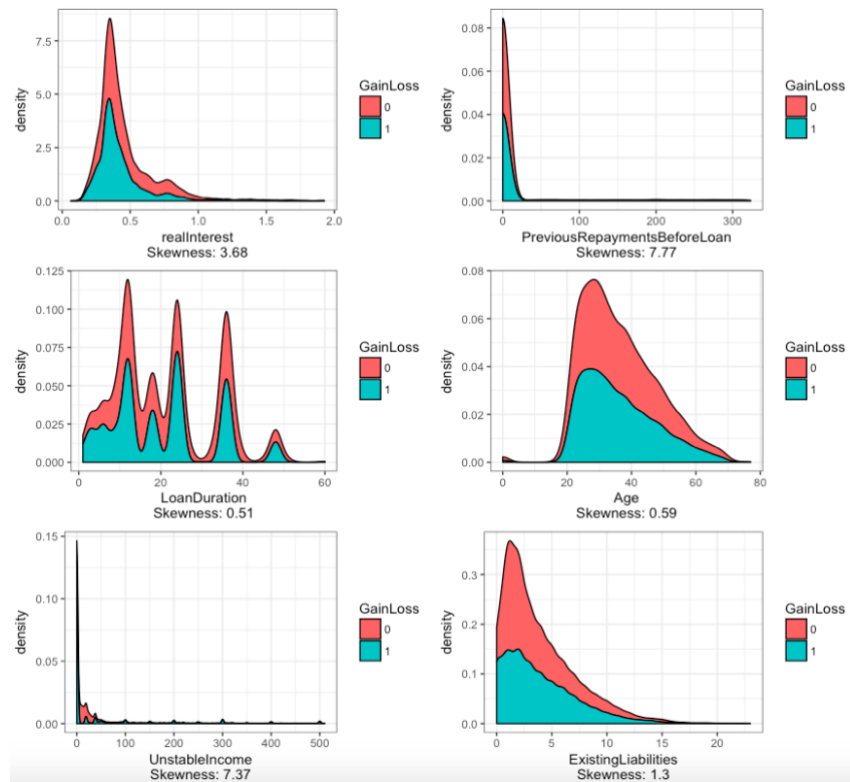 density
7.5
5.0
2.5
0.0
0.0 0.5 1.0 1.5 2.0
realInterest
Skewness: 3.68
GainLoss
0
1
density
0.08
0.06
0.04
0.02
0.00
0 100 200 300
PreviousRepaymentsBeforeLoan
Skewness: 7.77
GainLoss
0
1
density
0.125
0.100
0.075
0.050
0.025
0.000
0 20 40 60
LoanDuration
Skewness: 0.51
GainLoss
0
1
density
0.08
0.06
0.04
0.02
0.00
0 20 40 60 80
Age
Skewness: 0.59
GainLoss
0
1
density
0.15
0.10
0.05
0.00
0 100 200 300 400 500
UnstableIncome
Skewness: 7.37
GainLoss
0
1
density
0.3
0.2
0.1
0.0
0 5 10 15 20
ExistingLiabilities
Skewness: 1.3
GainLoss
0
1